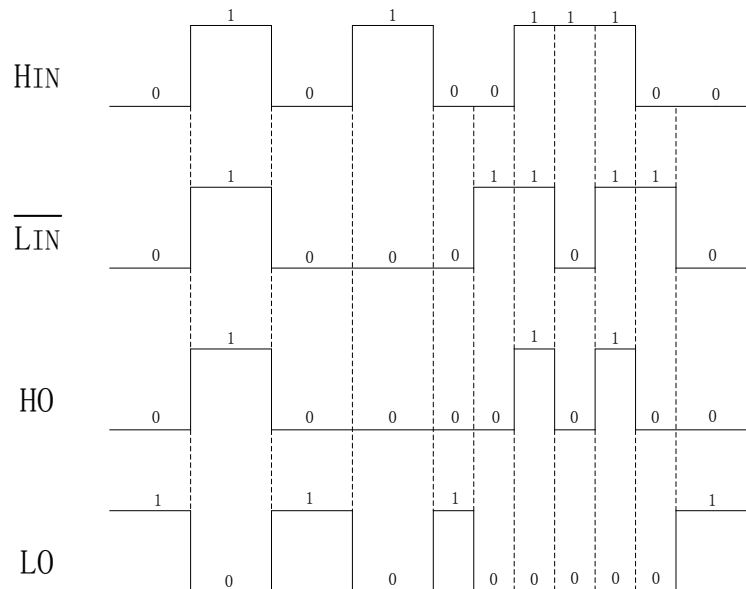 1 1 1 1 1
HIN
0 0 0 0 0 0
1 1 1 1 1
L̅I̅N̅
0 0 0 0 0 0
1 1 1
HO
0 0 0 0 0 0 0 0
1 1 1 1
LO
0 0 0 0 0 0 0